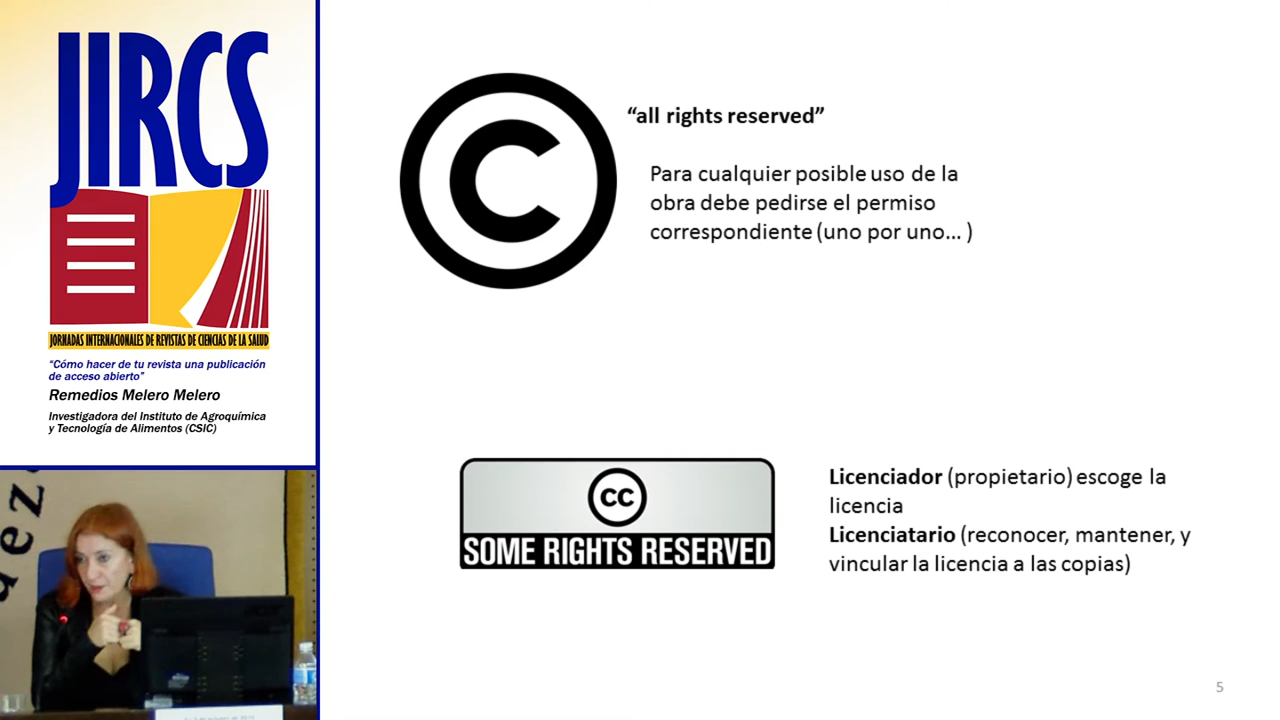 JIRCS
JORNADAS INTERNACIONALES DE REVISTAS DE CIENCIAS DE LA SALUD
“Cómo hacer de tu revista una publicación
de acceso abierto”
Remedios Melero Melero
Investigadora del Instituto de Agroquímica
y Tecnología de Alimentos (CSIC)
C
“all rights reserved”
Para cualquier posible uso de la
obra debe pedirse el permiso
correspondiente (uno por uno... )
cc
SOME RIGHTS RESERVED
Licenciador (propietario) escoge la
licencia
Licenciatario (reconocer, mantener, y
vincular la licencia a las copias)
5